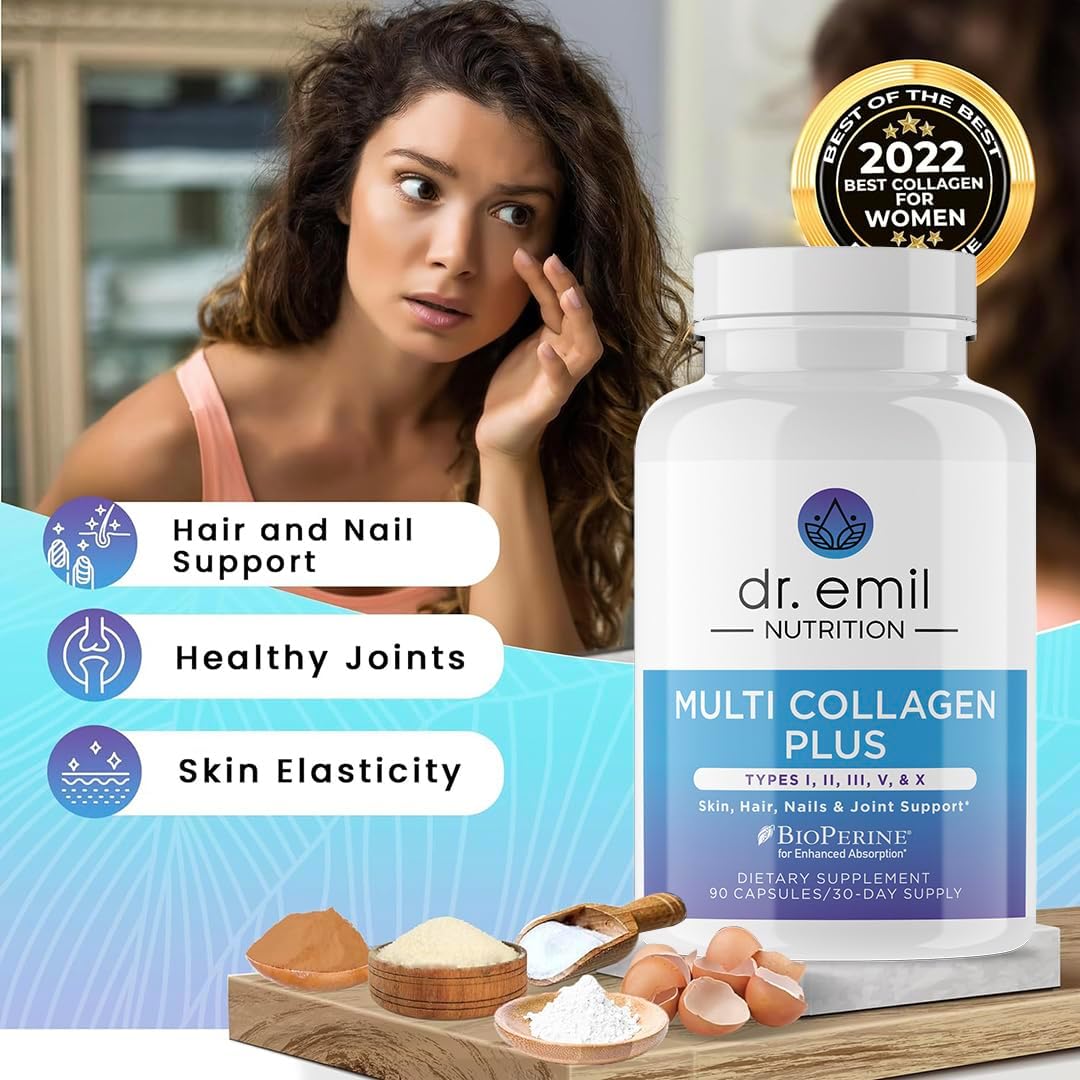 BEST OF THE BEST
2022
BEST COLLAGEN
FOR
WOMEN
Hair and Nail
Support
Healthy Joints
Skin Elasticity
dr. emil
NUTRITION
MULTI COLLAGEN
PLUS
TYPES I, II, III, V, & X
Skin, Hair, Nails & Joint Support*
BIOPERINE®
for Enhanced Absorption*
DIETARY SUPPLEMENT
90 CAPSULES/30-DAY SUPPLY